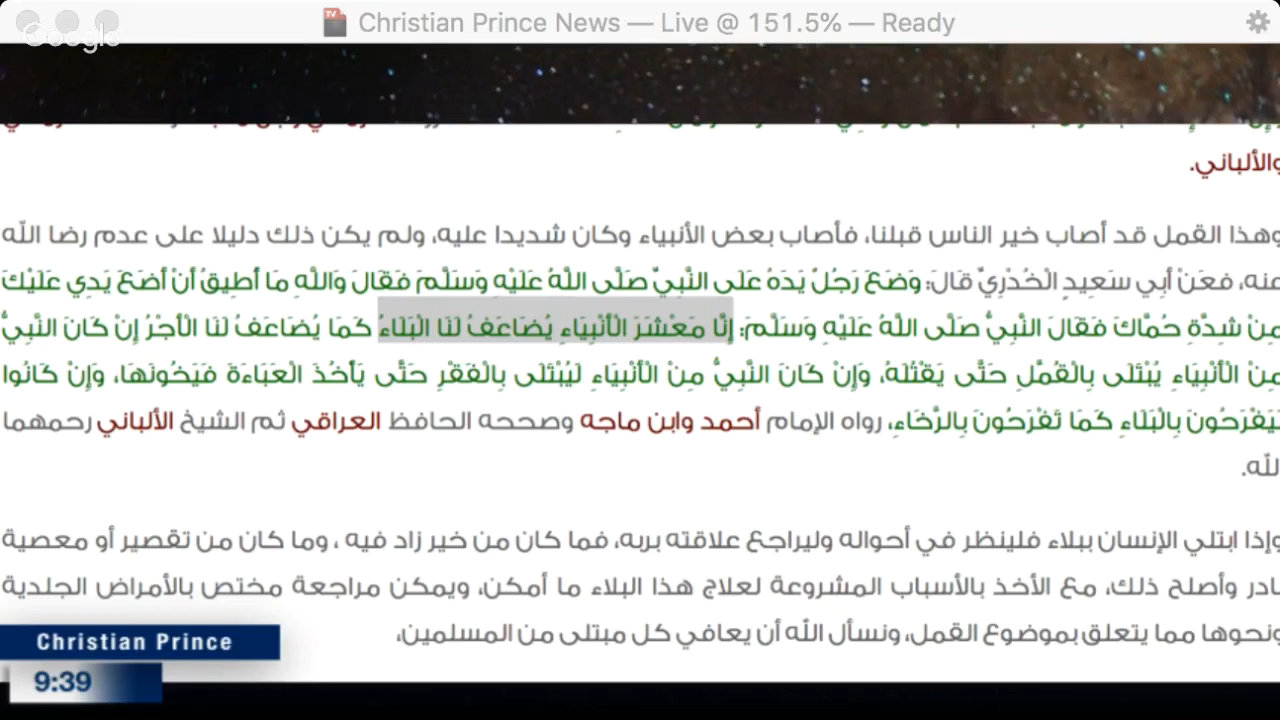 Christian Prince News — Live @ 151.5% — Ready
Google
والألباني.
وهذا القمل قد أصاب خير الناس قبلنا، فأصاب بعض الأنبياء وكان شديدا عليه، ولم يكن ذلك دليلا على عدم رضا الله
عنه، فعَنْ أَبِي سَعِيدٍ الْخُدْرِيِّ قَالَ: وَضَعَ رَجُلٌ يَدَهُ عَلَى النَّبِيِّ صَلَّى اللَّهُ عَلَيْهِ وَسَلَّمَ فَقَالَ وَاللَّهِ مَا أُطِيقُ أَنْ أَضَعَ يَدِي عَلَيْكَ
مِنْ شِدَّةِ حُمَّاكَ فَقَالَ النَّبِيُّ صَلَّى اللَّهُ عَلَيْهِ وَسَلَّمَ: إِنَّا مَعْشَرَ الْأَنْبِيَاءِ يُضَاعَفُ لَنَا الْبَلَاءُ كَمَا يُضَاعَفُ لَنَا الْأَجْرُ إِنْ كَانَ النَّبِيُّ
مِنْ الْأَنْبِيَاءِ يُبْتَلَى بِالْقُمَّلِ حَتَّى يَقْتُلَهُ، وَإِنْ كَانَ النَّبِيُّ مِنْ الْأَنْبِيَاءِ لَيُبْتَلَى بِالْفَقْرِ حَتَّى يَأْخُذَ الْعَبَاءَةَ فَيَخُونَهَا، وَإِنْ كَانُوا
لَيَفْرَحُونَ بِالْبَلَاءِ كَمَا تَفْرَحُونَ بِالرَّخَاءِ، رواه الإمام أحمد وابن ماجه وصححه الحافظ العراقي ثم الشيخ الألباني رحمهما
الله.
وإذا ابتلي الإنسان ببلاء فلينظر في أحواله وليراجع علاقته بربه، فما كان من خير زاد فيه ، وما كان من تقصير أو معصية
بادر وأصلح ذلك، مع الأخذ بالأسباب المشروعة لعلاج هذا البلاء ما أمكن، ويمكن مراجعة مختص بالأمراض الجلدية
ونحوها مما يتعلق بموضوع القمل، ونسأل الله أن يعافي كل مبتلى من المسلمين،
Christian Prince
9:39